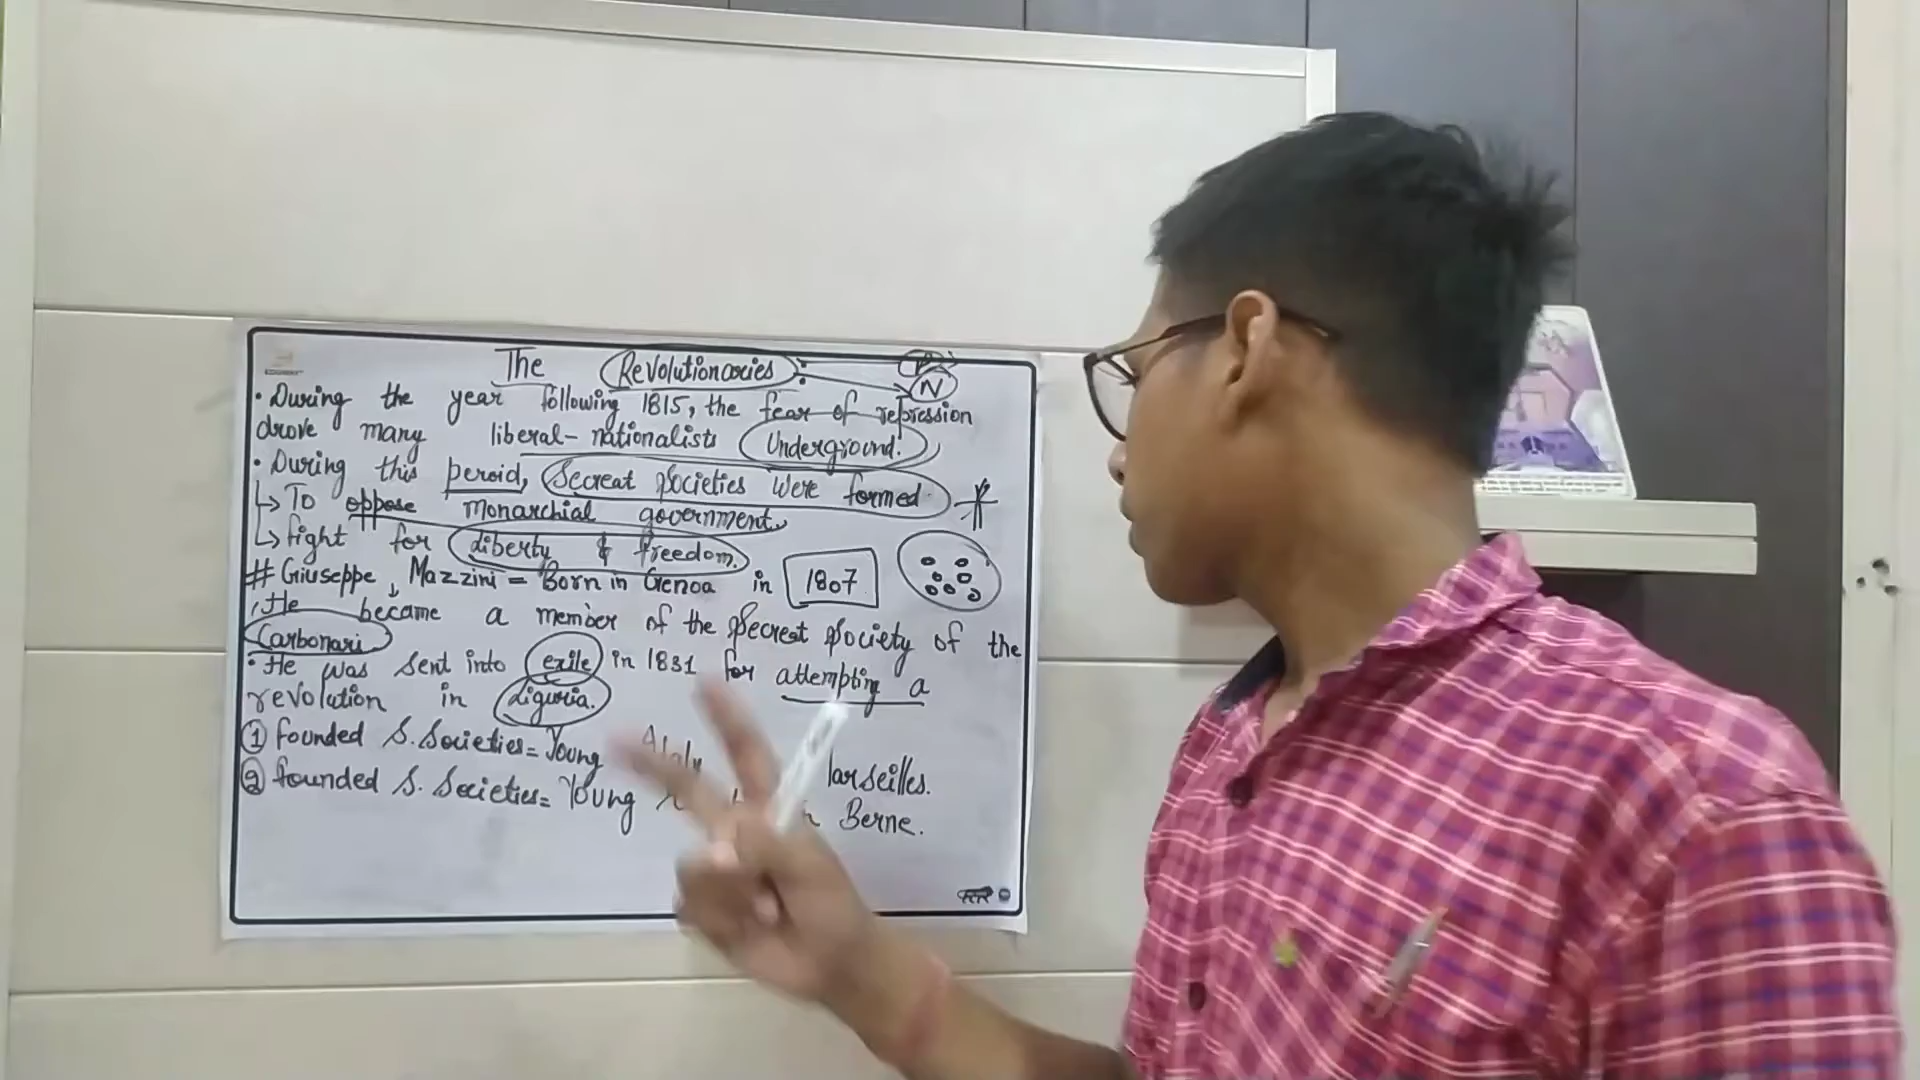 The Revolutionaries:
N
• During the year following 1815, the fear of repression
drove many liberal-nationalists Underground.
• During this peroid, Secreat Societies were formed
↳ To oppose monarchial government
↳ fight for Liberty & freedom.
# Giuseppe Mazzini = Born in Genoa in 1807
He became a member of the Secreat Society of the
Carbonari.
• He was sent into exile in 1831 for attempting a
revolution in Liguria.
① founded S. Societies = Young
② founded S. Societies = Young Berne.